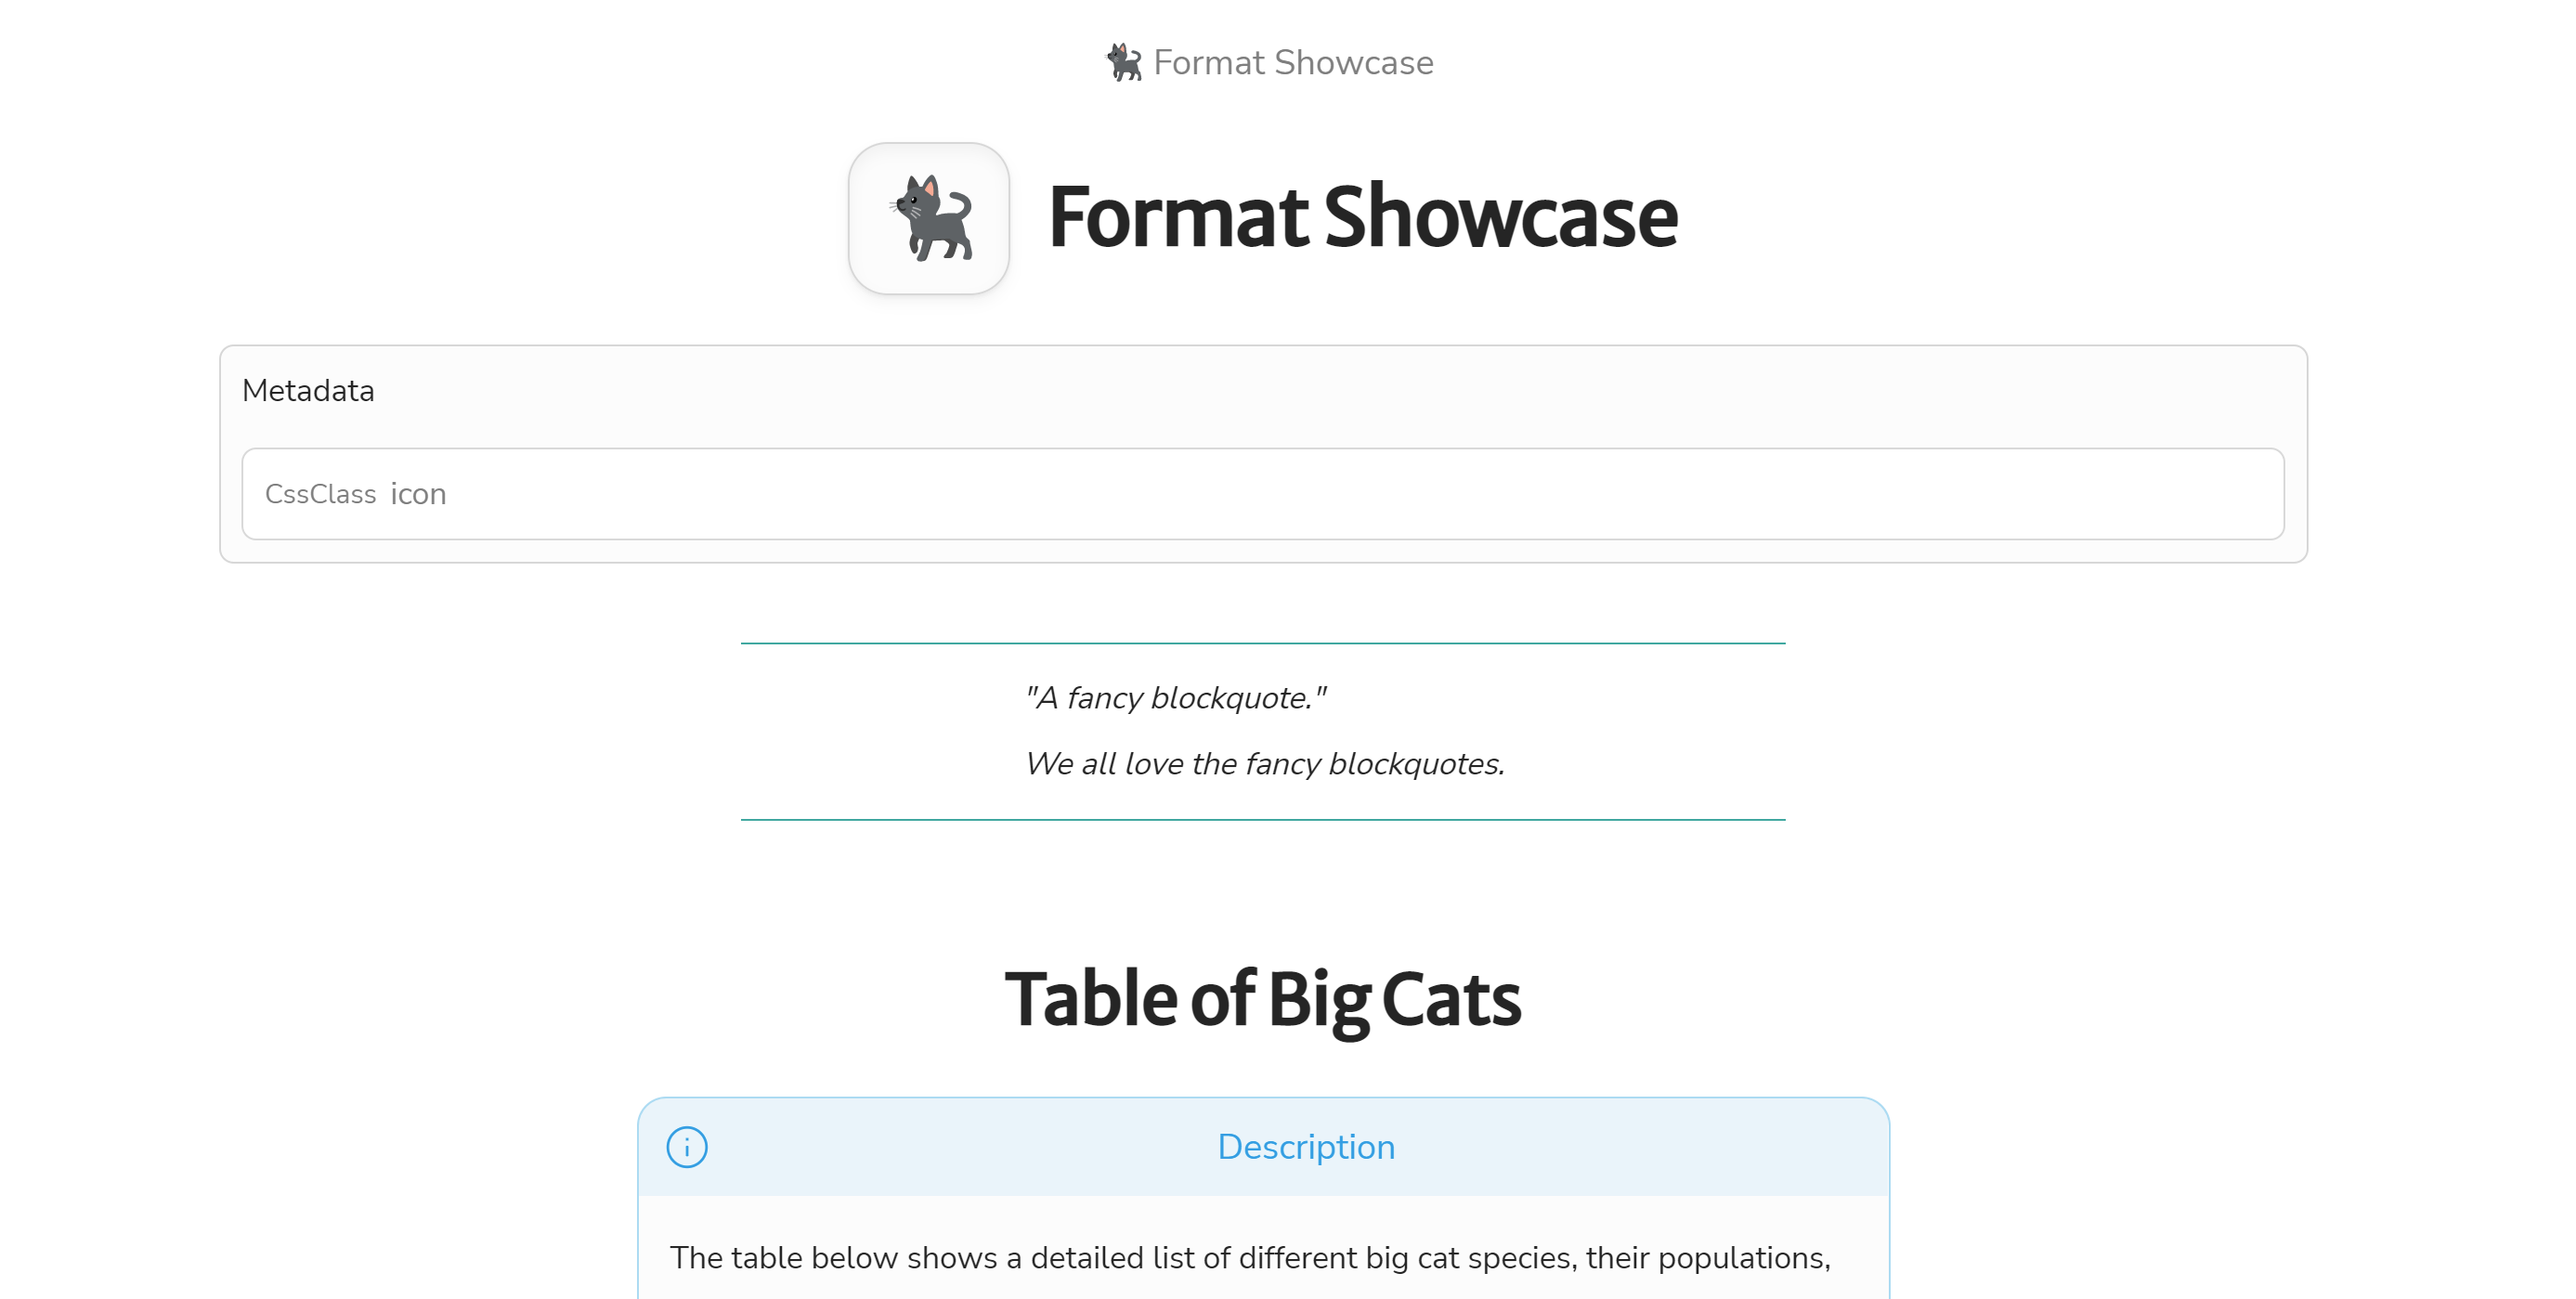 Format Showcase
Format Showcase
Metadata
CssClass icon
"A fancy blockquote."
We all love the fancy blockquotes.
Table of Big Cats
Description
The table below shows a detailed list of different big cat species, their populations,